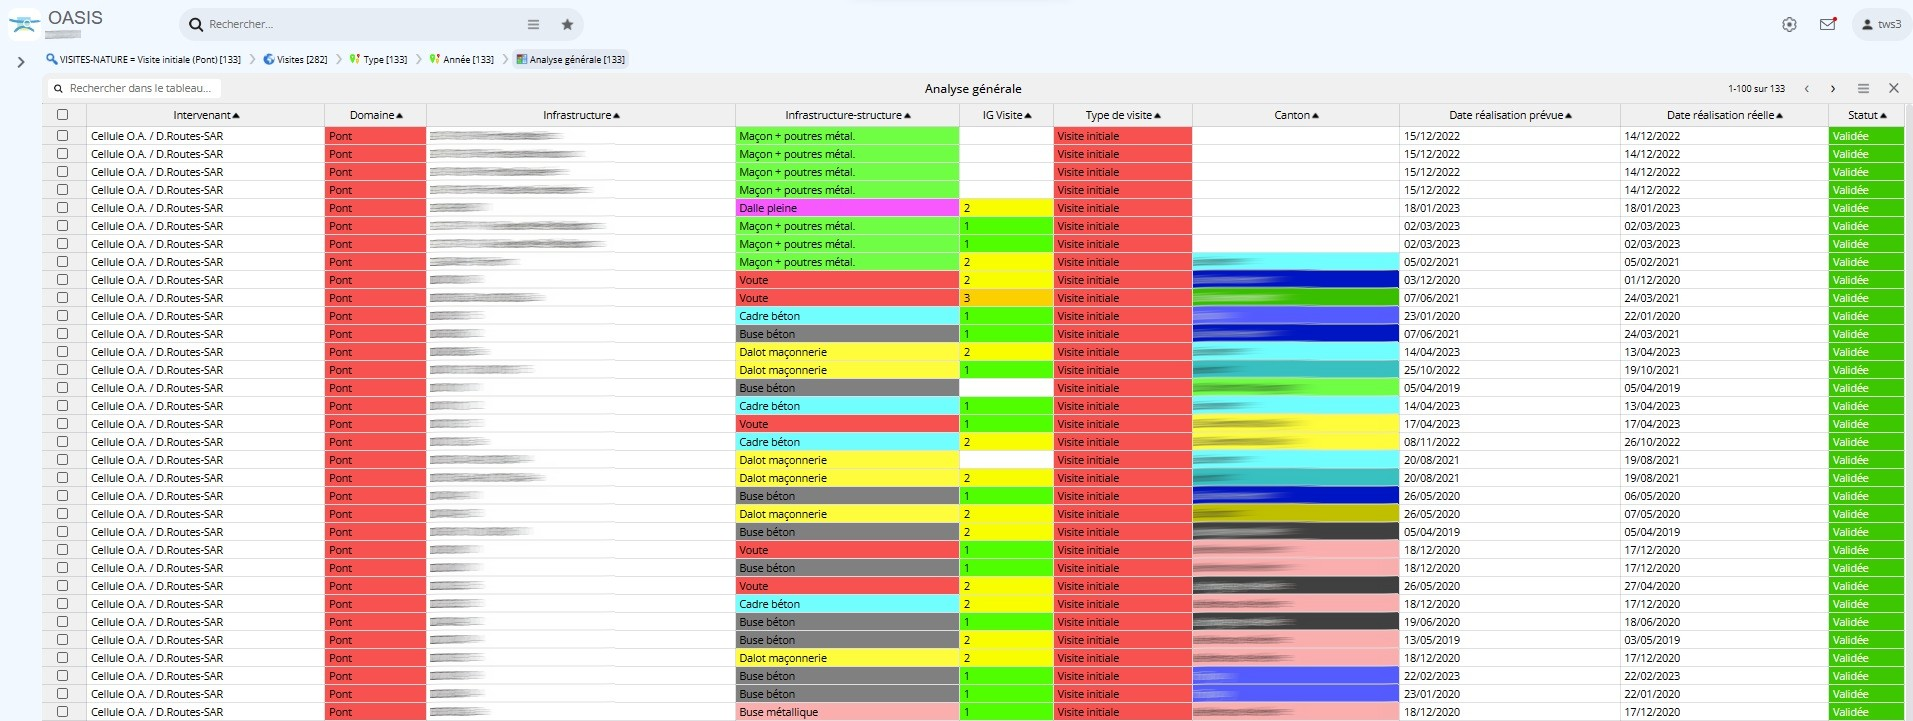 OASIS
Rechercher...
tws3
VISITES-NATURE = Visite initiale (Pont) [133] Visites [282] Type [133] Année [133] Analyse générale [133]
Rechercher dans le tableau... Analyse générale 1-100 sur 133
Intervenant Domaine Infrastructure Infrastructure-structure IG Visite Type de visite Canton Date réalisation prévue Date réalisation réelle Statut
Cellule O.A. / D.Routes-SAR Pont Maçon + poutres métal. Visite initiale 15/12/2022 14/12/2022 Validée
Cellule O.A. / D.Routes-SAR Pont Maçon + poutres métal. Visite initiale 15/12/2022 14/12/2022 Validée
Cellule O.A. / D.Routes-SAR Pont Maçon + poutres métal. Visite initiale 15/12/2022 14/12/2022 Validée
Cellule O.A. / D.Routes-SAR Pont Maçon + poutres métal. Visite initiale 15/12/2022 14/12/2022 Validée
Cellule O.A. / D.Routes-SAR Pont Dalle pleine 2 Visite initiale 18/01/2023 18/01/2023 Validée
Cellule O.A. / D.Routes-SAR Pont Maçon + poutres métal. 1 Visite initiale 02/03/2023 02/03/2023 Validée
Cellule O.A. / D.Routes-SAR Pont Maçon + poutres métal. 1 Visite initiale 02/03/2023 02/03/2023 Validée
Cellule O.A. / D.Routes-SAR Pont Maçon + poutres métal. 2 Visite initiale 05/02/2021 05/02/2021 Validée
Cellule O.A. / D.Routes-SAR Pont Voute 2 Visite initiale 03/12/2020 01/12/2020 Validée
Cellule O.A. / D.Routes-SAR Pont Voute 3 Visite initiale 07/06/2021 24/03/2021 Validée
Cellule O.A. / D.Routes-SAR Pont Cadre béton 1 Visite initiale 23/01/2020 22/01/2020 Validée
Cellule O.A. / D.Routes-SAR Pont Buse béton 1 Visite initiale 07/06/2021 24/03/2021 Validée
Cellule O.A. / D.Routes-SAR Pont Dalot maçonnerie 2 Visite initiale 14/04/2023 13/04/2023 Validée
Cellule O.A. / D.Routes-SAR Pont Dalot maçonnerie 1 Visite initiale 25/10/2022 19/10/2021 Validée
Cellule O.A. / D.Routes-SAR Pont Buse béton Visite initiale 05/04/2019 05/04/2019 Validée
Cellule O.A. / D.Routes-SAR Pont Cadre béton 1 Visite initiale 14/04/2023 13/04/2023 Validée
Cellule O.A. / D.Routes-SAR Pont Voute 1 Visite initiale 17/04/2023 17/04/2023 Validée
Cellule O.A. / D.Routes-SAR Pont Cadre béton 2 Visite initiale 08/11/2022 26/10/2022 Validée
Cellule O.A. / D.Routes-SAR Pont Dalot maçonnerie Visite initiale 20/08/2021 19/08/2021 Validée
Cellule O.A. / D.Routes-SAR Pont Dalot maçonnerie 2 Visite initiale 20/08/2021 19/08/2021 Validée
Cellule O.A. / D.Routes-SAR Pont Buse béton 1 Visite initiale 26/05/2020 06/05/2020 Validée
Cellule O.A. / D.Routes-SAR Pont Dalot maçonnerie 2 Visite initiale 26/05/2020 07/05/2020 Validée
Cellule O.A. / D.Routes-SAR Pont Buse béton 2 Visite initiale 05/04/2019 05/04/2019 Validée
Cellule O.A. / D.Routes-SAR Pont Voute 1 Visite initiale 18/12/2020 17/12/2020 Validée
Cellule O.A. / D.Routes-SAR Pont Buse béton 1 Visite initiale 18/12/2020 17/12/2020 Validée
Cellule O.A. / D.Routes-SAR Pont Voute 2 Visite initiale 26/05/2020 27/04/2020 Validée
Cellule O.A. / D.Routes-SAR Pont Cadre béton 2 Visite initiale 18/12/2020 17/12/2020 Validée
Cellule O.A. / D.Routes-SAR Pont Buse béton 1 Visite initiale 19/06/2020 18/06/2020 Validée
Cellule O.A. / D.Routes-SAR Pont Buse béton 2 Visite initiale 13/05/2019 03/05/2019 Validée
Cellule O.A. / D.Routes-SAR Pont Dalot maçonnerie 2 Visite initiale 18/12/2020 17/12/2020 Validée
Cellule O.A. / D.Routes-SAR Pont Buse béton 1 Visite initiale 22/02/2023 22/02/2023 Validée
Cellule O.A. / D.Routes-SAR Pont Buse béton 1 Visite initiale 23/01/2020 22/01/2020 Validée
Cellule O.A. / D.Routes-SAR Pont Buse métallique 1 Visite initiale 18/12/2020 17/12/2020 Validée